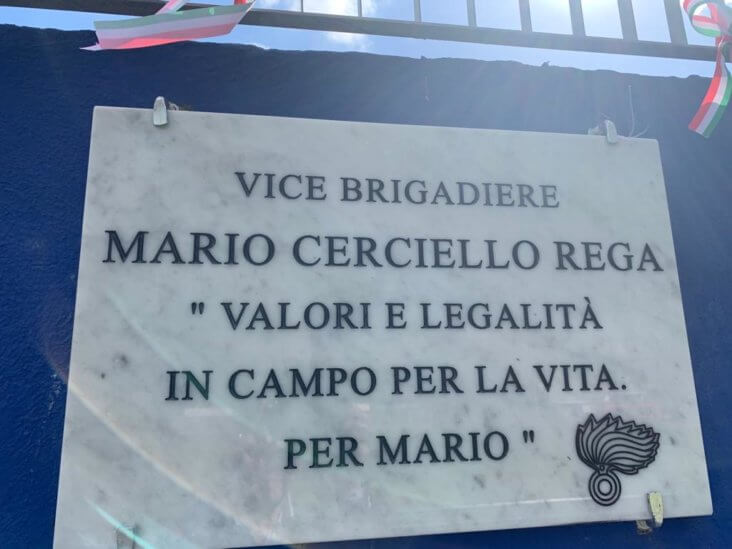 VICE BRIGADIERE
MARIO CERCIELLO REGA
" VALORI E LEGALITÀ
IN CAMPO PER LA VITA.
PER MARIO "